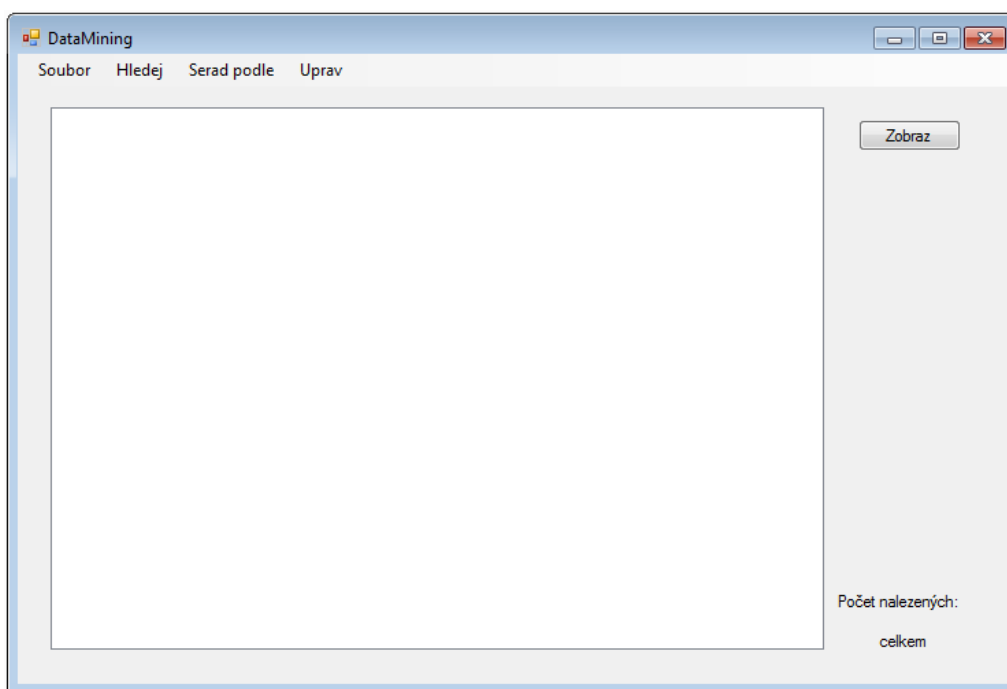 DataMining
Soubor Hledej Serad podle Uprav
Zobraz
Počet nalezených:
celkem